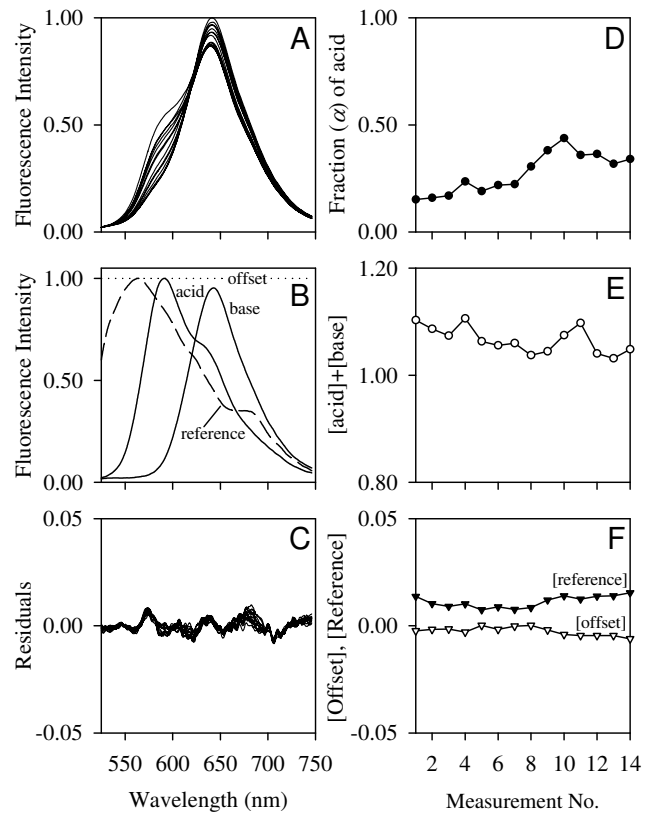 A
Fluorescence Intensity
1.00
0.50
0.00
D
Fraction (α) of acid
1.00
0.50
0.00
B
Fluorescence Intensity
1.00
0.50
0.00
offset
acid
base
reference
E
[acid]+[base]
1.20
1.00
0.80
C
Residuals
0.05
0.00
-0.05
550 600 650 700 750
Wavelength (nm)
F
[Offset], [Reference]
0.05
0.00
-0.05
[reference]
[offset]
2 4 6 8 10 12 14
Measurement No.